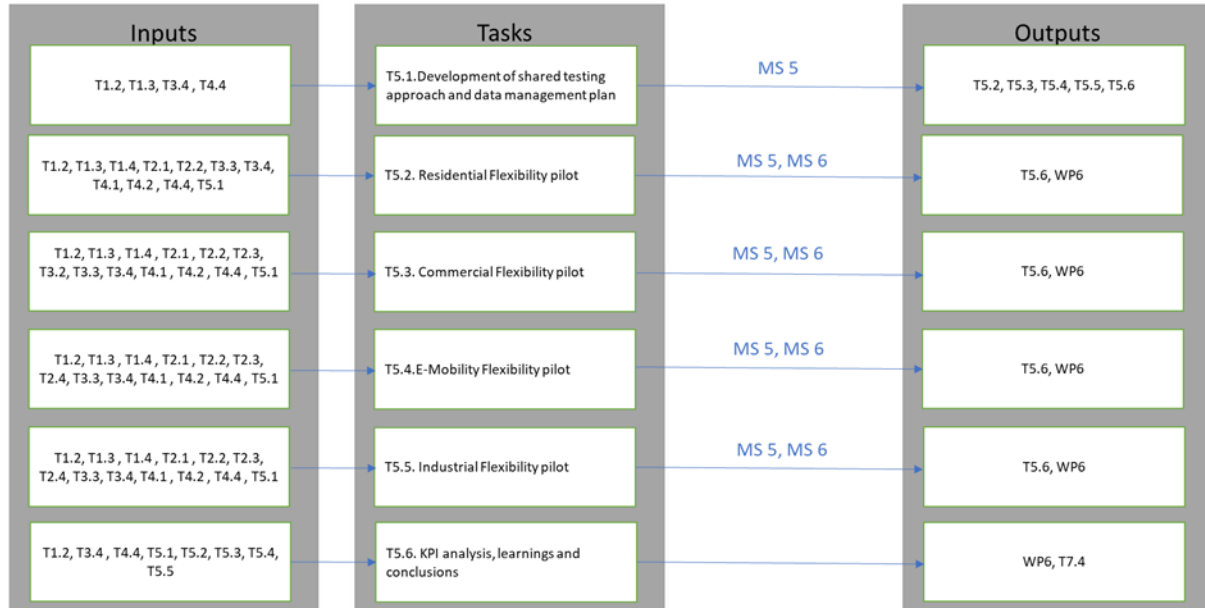 Inputs
Tasks
Outputs
T1.2, T1.3, T3.4 , T4.4
T5.1.Development of shared testing
approach and data management plan
MS 5
T5.2, T5.3, T5.4, T5.5, T5.6
T1.2, T1.3, T1.4, T2.1, T2.2, T3.3, T3.4,
T4.1, T4.2 , T4.4, T5.1
T5.2. Residential Flexibility pilot
MS 5, MS 6
T5.6, WP6
T1.2, T1.3 , T1.4 , T2.1 , T2.2, T2.3,
T3.2, T3.3, T3.4, T4.1 , T4.2 , T4.4 , T5.1
T5.3. Commercial Flexibility pilot
MS 5, MS 6
T5.6, WP6
T1.2, T1.3 , T1.4 , T2.1 , T2.2, T2.3,
T2.4, T3.3, T3.4, T4.1 , T4.2 , T4.4 , T5.1
T5.4.E-Mobility Flexibility pilot
MS 5, MS 6
T5.6, WP6
T1.2, T1.3 , T1.4 , T2.1 , T2.2, T2.3,
T2.4, T3.3, T3.4, T4.1 , T4.2 , T4.4 , T5.1
T5.5. Industrial Flexibility pilot
MS 5, MS 6
T5.6, WP6
T1.2, T3.4 , T4.4, T5.1, T5.2, T5.3, T5.4,
T5.5
T5.6. KPI analysis, learnings and
conclusions
WP6, T7.4